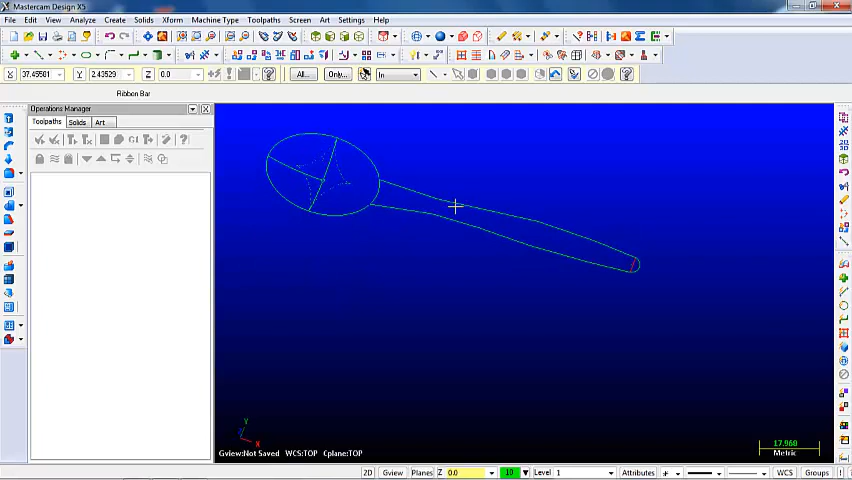 Mastercam Design X5
File Edit View Analyze Create Solids Xform Machine Type Toolpaths Screen Art Settings Help
X 37.45581 Y 2.43529 Z 0.0 All... Only... In
Ribbon Bar
Operations Manager
Toolpaths Solids Art
G1
Y
X
Gview:Not Saved WCS:TOP Cplane:TOP
17.960
Metric
2D Gview Planes Z 0.0 10 Level 1 Attributes WCS Groups